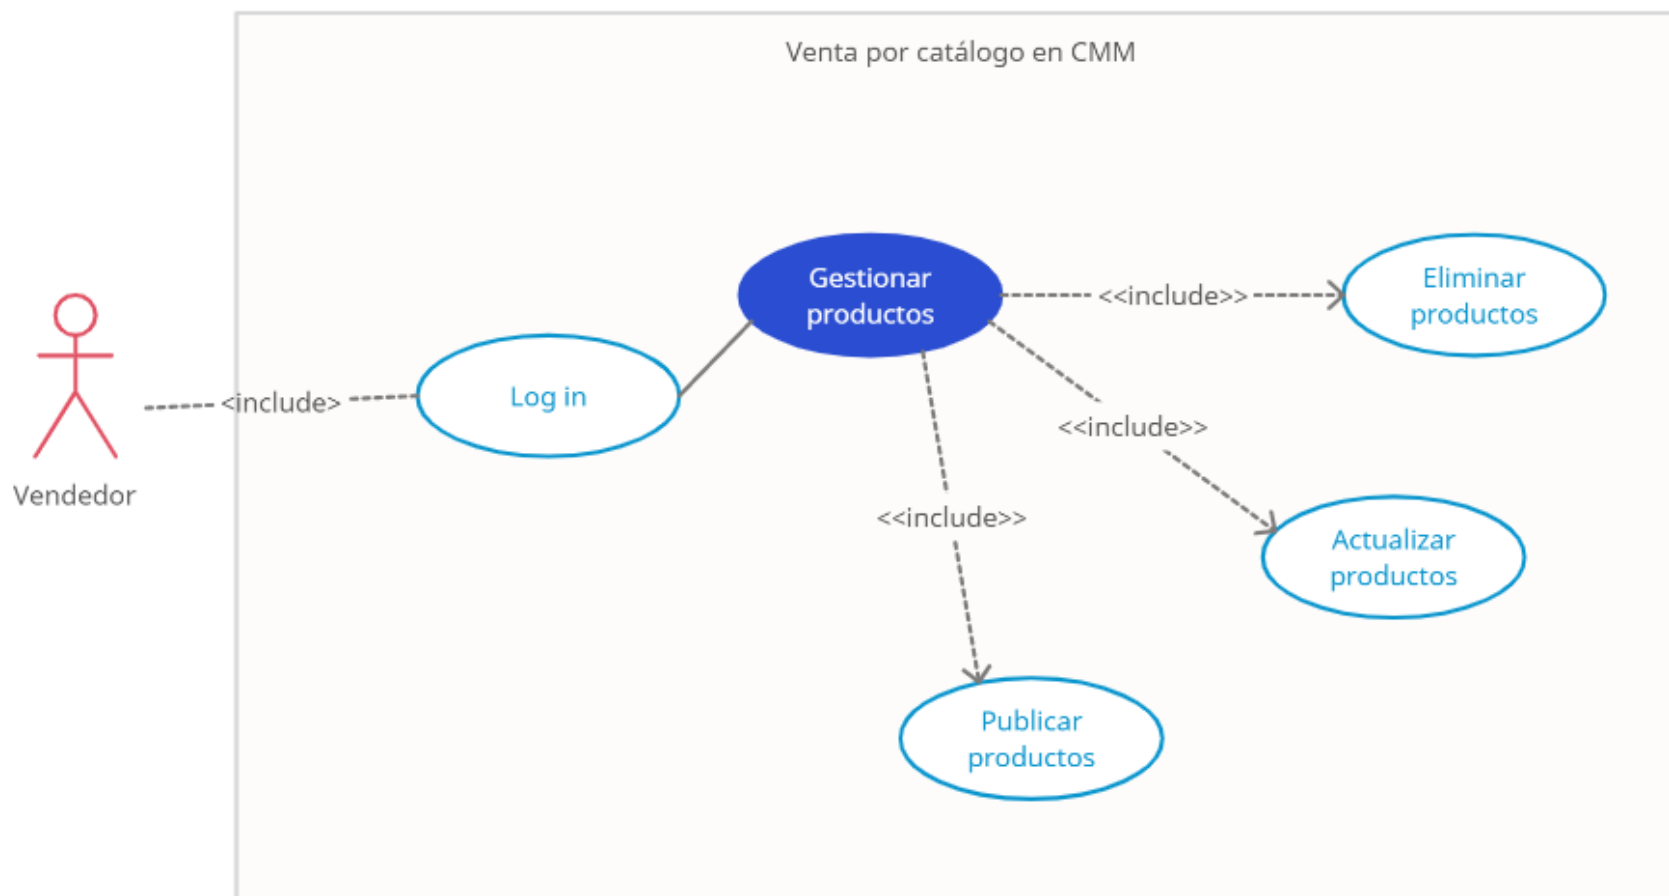 Venta por catálogo en CMM
Gestionar
productos
<<include>>
Eliminar
productos
Log in
<include>
<<include>>
Vendedor
<<include>>
Actualizar
productos
Publicar
productos